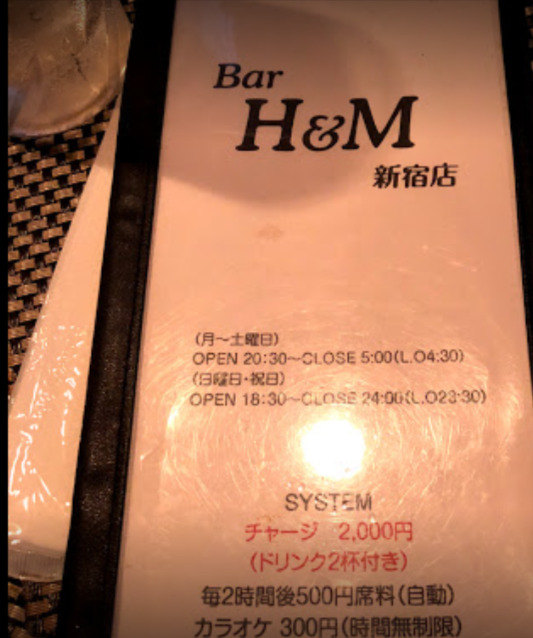 Bar
H&M
新宿店
(月～土曜日)
OPEN 20:30～CLOSE 5:00(L.O4:30)
(日曜日・祝日)
OPEN 18:30～CLOSE 24:00(L.O23:30)
SYSTEM
チャージ 2,000円
(ドリンク2杯付き)
毎2時間後500円席料(自動)
カラオケ 300円(時間無制限)